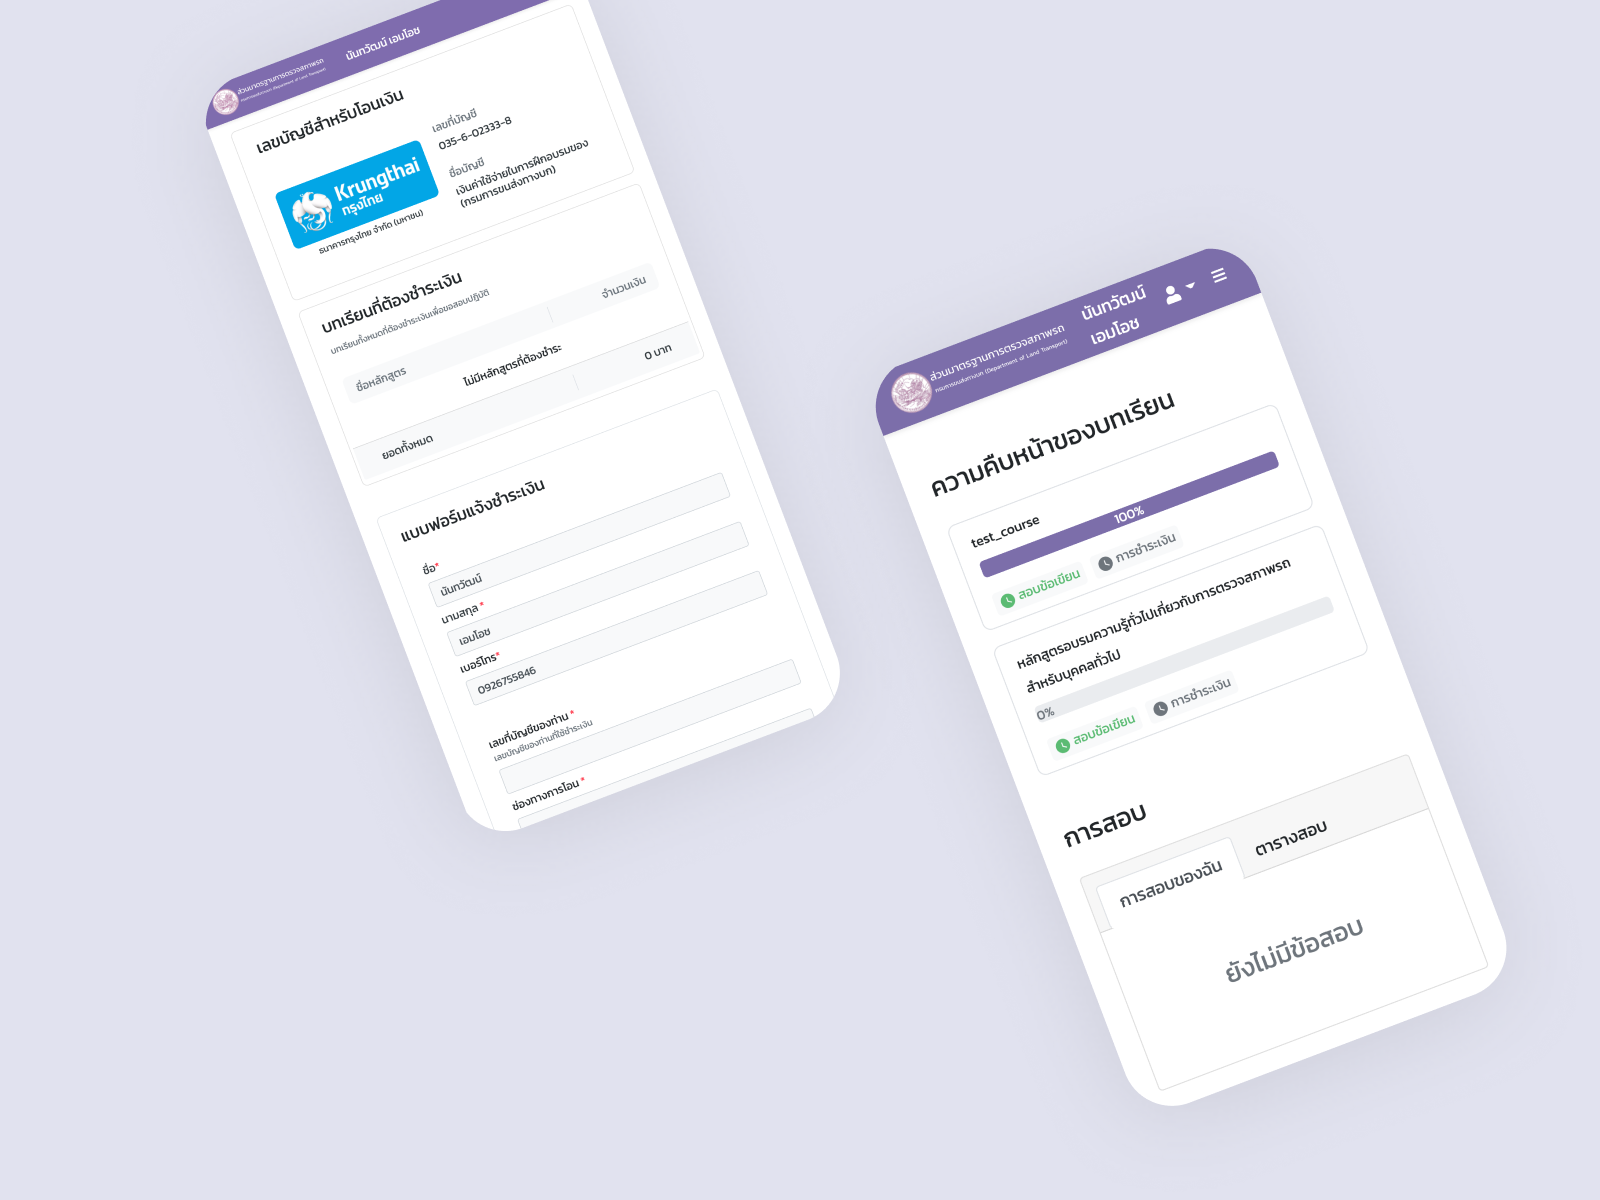 ส่วนมาตรฐานการตรวจสภาพรถ
กรมการขนส่งทางบก (Department of Land Transport)
นันทวัฒน์ เอมโอช
เลขบัญชีสำหรับโอนเงิน
Krungthai
กรุงไทย
ธนาคารกรุงไทย จำกัด (มหาชน)
เลขที่บัญชี
035-6-02333-8
ชื่อบัญชี
เงินค่าใช้จ่ายในการฝึกอบรมของ
(กรมการขนส่งทางบก)
บทเรียนที่ต้องชำระเงิน
บทเรียนทั้งหมดที่ต้องชำระเงินเพื่อขอสอบปฏิบัติ
ชื่อหลักสูตร
จำนวนเงิน
ไม่มีหลักสูตรที่ต้องชำระ
ยอดทั้งหมด
0 บาท
แบบฟอร์มแจ้งชำระเงิน
ชื่อ*
นันทวัฒน์
นามสกุล *
เอมโอช
เบอร์โทร*
0926755846
เลขที่บัญชีของท่าน *
เลขบัญชีของท่านที่ใช้ชำระเงิน
ช่องทางการโอน *
ส่วนมาตรฐานการตรวจสภาพรถ
กรมการขนส่งทางบก (Department of Land Transport)
นันทวัฒน์
เอมโอช
ความคืบหน้าของบทเรียน
test_course
100%
สอบข้อเขียน
การชำระเงิน
หลักสูตรอบรมความรู้ทั่วไปเกี่ยวกับการตรวจสภาพรถ
สำหรับบุคคลทั่วไป
0%
สอบข้อเขียน
การชำระเงิน
การสอบ
การสอบของฉัน
ตารางสอบ
ยังไม่มีข้อสอบ